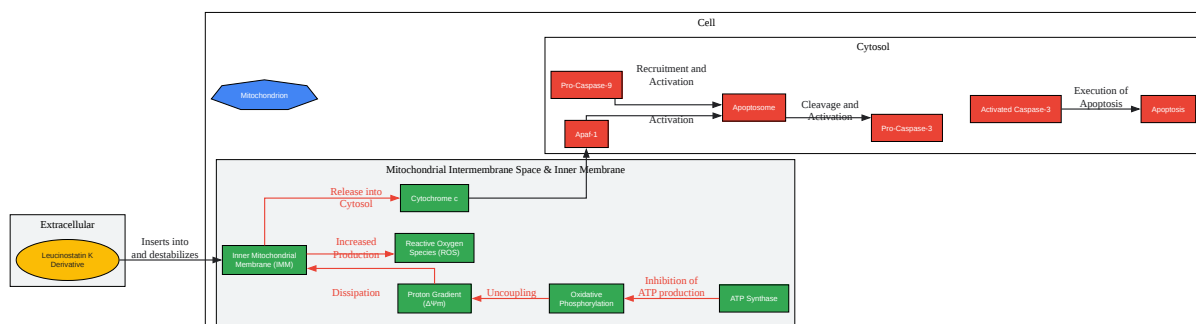 Cell
Cytosol
Pro-Caspase-9
Recruitment and
Activation
Apoptosome
Activation
Apaf-1
Cleavage and
Activation
Pro-Caspase-3
Activated Caspase-3
Execution of
Apoptosis
Apoptosis
Mitochondrion
Mitochondrial Intermembrane Space & Inner Membrane
Release into
Cytosol
Cytochrome c
Extracellular
Leucinostatin K
Derivative
Inserts into
and destabilizes
Inner Mitochondrial
Membrane (IMM)
Increased
Production
Reactive Oxygen
Species (ROS)
Dissipation
Proton Gradient
(ΔΨm)
Uncoupling
Oxidative
Phosphorylation
Inhibition of
ATP production
ATP Synthase